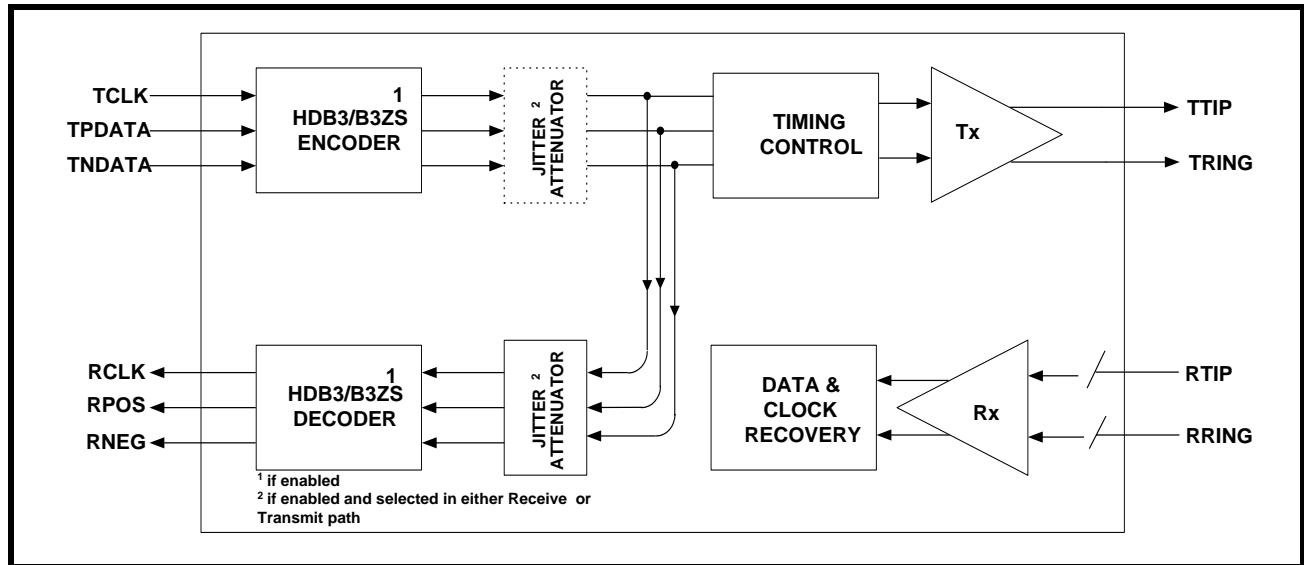 TCLK
TPDATA
TNDATA
1
HDB3/B3ZS
ENCODER
JITTER 2
ATTENUATOR
TIMING
CONTROL
Tx
TTIP
TRING
RCLK
RPOS
RNEG
1
HDB3/B3ZS
DECODER
JITTER 2
ATTENUATOR
DATA &
CLOCK
RECOVERY
Rx
RTIP
RRING
1 if enabled
2 if enabled and selected in either Receive or
Transmit path